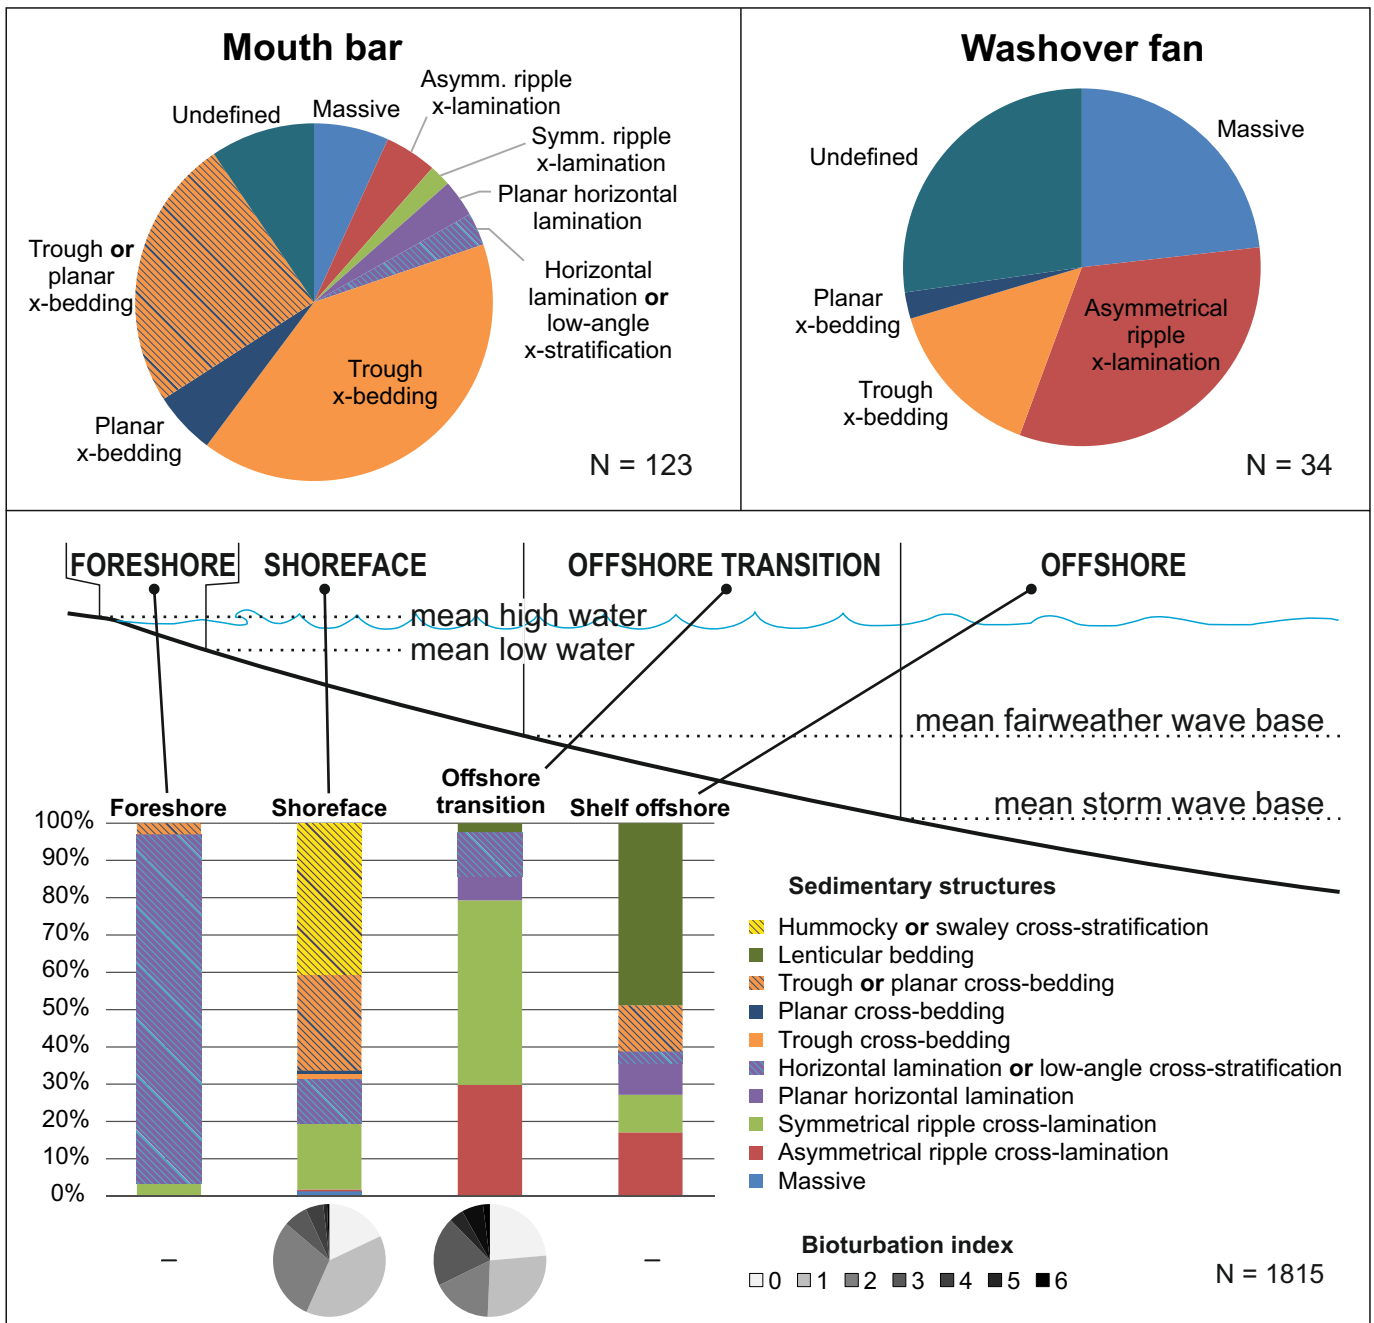 Mouth bar
Undefined
Massive
Asymm. ripple
x-lamination
Symm. ripple
x-lamination
Planar horizontal
lamination
Horizontal
lamination or
low-angle
x-stratification
Trough or
planar
x-bedding
Trough
x-bedding
Planar
x-bedding
N = 123
Washover fan
Massive
Undefined
Planar
x-bedding
Asymmetrical
ripple
x-lamination
Trough
x-bedding
N = 34
FORESHORE
SHOREFACE
OFFSHORE TRANSITION
OFFSHORE
mean high water
mean low water
mean fairweather wave base
mean storm wave base
Foreshore
Shoreface
Offshore
transition
Shelf offshore
100%
90%
80%
70%
60%
50%
40%
30%
20%
10%
0%
–
–
Sedimentary structures
Hummocky or swaley cross-stratification
Lenticular bedding
Trough or planar cross-bedding
Planar cross-bedding
Trough cross-bedding
Horizontal lamination or low-angle cross-stratification
Planar horizontal lamination
Symmetrical ripple cross-lamination
Asymmetrical ripple cross-lamination
Massive
Bioturbation index
0 1 2 3 4 5 6
N = 1815